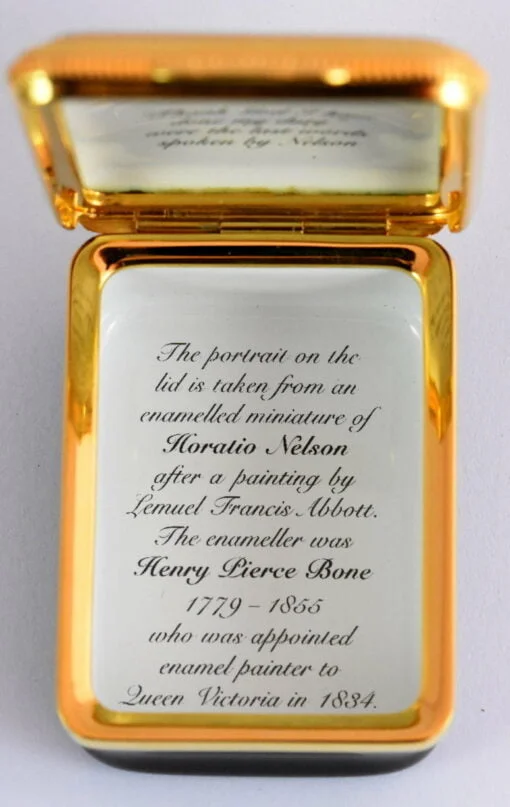 done my duty
were the last words
spoken by Nelson
The portrait on the
lid is taken from an
enamelled miniature of
Horatio Nelson
after a painting by
Lemuel Francis Abbott.
The enameller was
Henry Pierce Bone
1779 – 1855
who was appointed
enamel painter to
Queen Victoria in 1834.